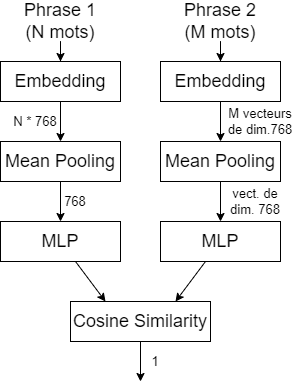 Phrase 1
(N mots)
Phrase 2
(M mots)
Embedding
Embedding
N * 768
M vecteurs
de dim.768
Mean Pooling
Mean Pooling
768
vect. de
dim. 768
MLP
MLP
Cosine Similarity
1